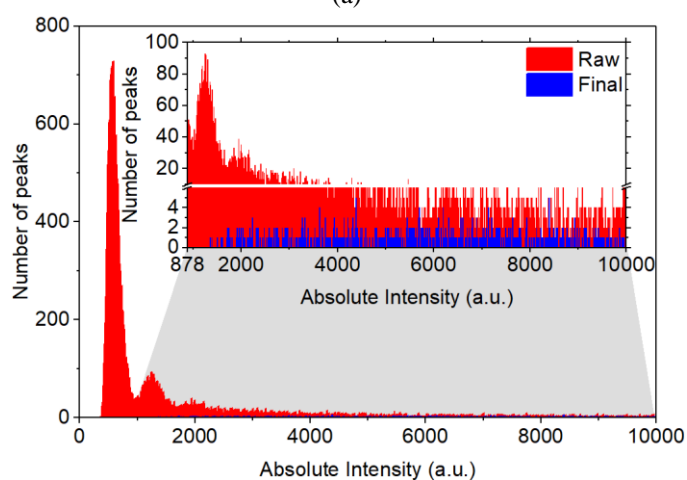 (a)
800
600
400
200
0
Number of peaks
100
80
60
40
20
4
2
0
Number of peaks
Raw
Final
878 2000 4000 6000 8000 10000
Absolute Intensity (a.u.)
0 2000 4000 6000 8000 10000
Absolute Intensity (a.u.)